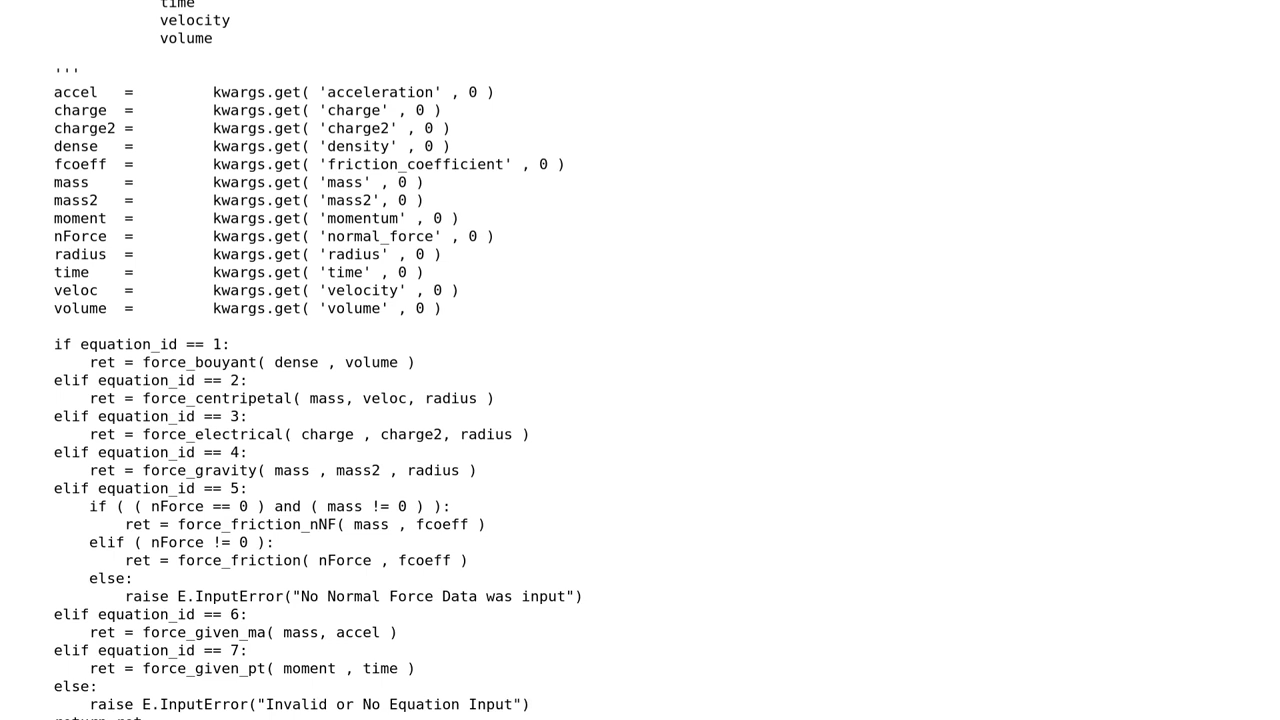 time
velocity
volume
'''
accel   =         kwargs.get( 'acceleration' , 0 )
charge  =         kwargs.get( 'charge' , 0 )
charge2 =         kwargs.get( 'charge2' , 0 )
dense   =         kwargs.get( 'density' , 0 )
fcoeff  =         kwargs.get( 'friction_coefficient' , 0 )
mass    =         kwargs.get( 'mass' , 0 )
mass2   =         kwargs.get( 'mass2', 0 )
moment  =         kwargs.get( 'momentum' , 0 )
nForce  =         kwargs.get( 'normal_force' , 0 )
radius  =         kwargs.get( 'radius' , 0 )
time    =         kwargs.get( 'time' , 0 )
veloc   =         kwargs.get( 'velocity' , 0 )
volume  =         kwargs.get( 'volume' , 0 )
if equation_id == 1:
    ret = force_bouyant( dense , volume )
elif equation_id == 2:
    ret = force_centripetal( mass, veloc, radius )
elif equation_id == 3:
    ret = force_electrical( charge , charge2, radius )
elif equation_id == 4:
    ret = force_gravity( mass , mass2 , radius )
elif equation_id == 5:
    if ( ( nForce == 0 ) and ( mass != 0 ) ):
        ret = force_friction_nNF( mass , fcoeff )
    elif ( nForce != 0 ):
        ret = force_friction( nForce , fcoeff )
    else:
        raise E.InputError("No Normal Force Data was input")
elif equation_id == 6:
    ret = force_given_ma( mass, accel )
elif equation_id == 7:
    ret = force_given_pt( moment , time )
else:
    raise E.InputError("Invalid or No Equation Input")
return ret